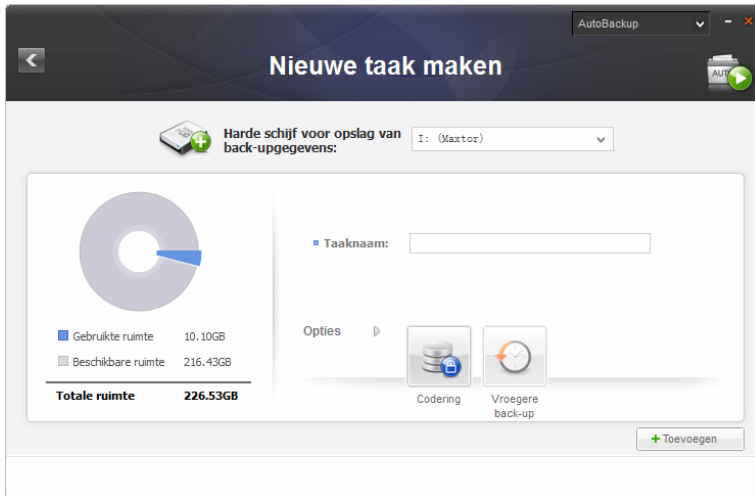 AutoBackup
Nieuwe taak maken
AUTO
Harde schijf voor opslag van
back-upgegevens:
I: (Maxtor)
Taaknaam:
Gebruikte ruimte 10.10GB
Beschikbare ruimte 216.43GB
Totale ruimte 226.53GB
Opties
Codering
Vroegere
back-up
+ Toevoegen